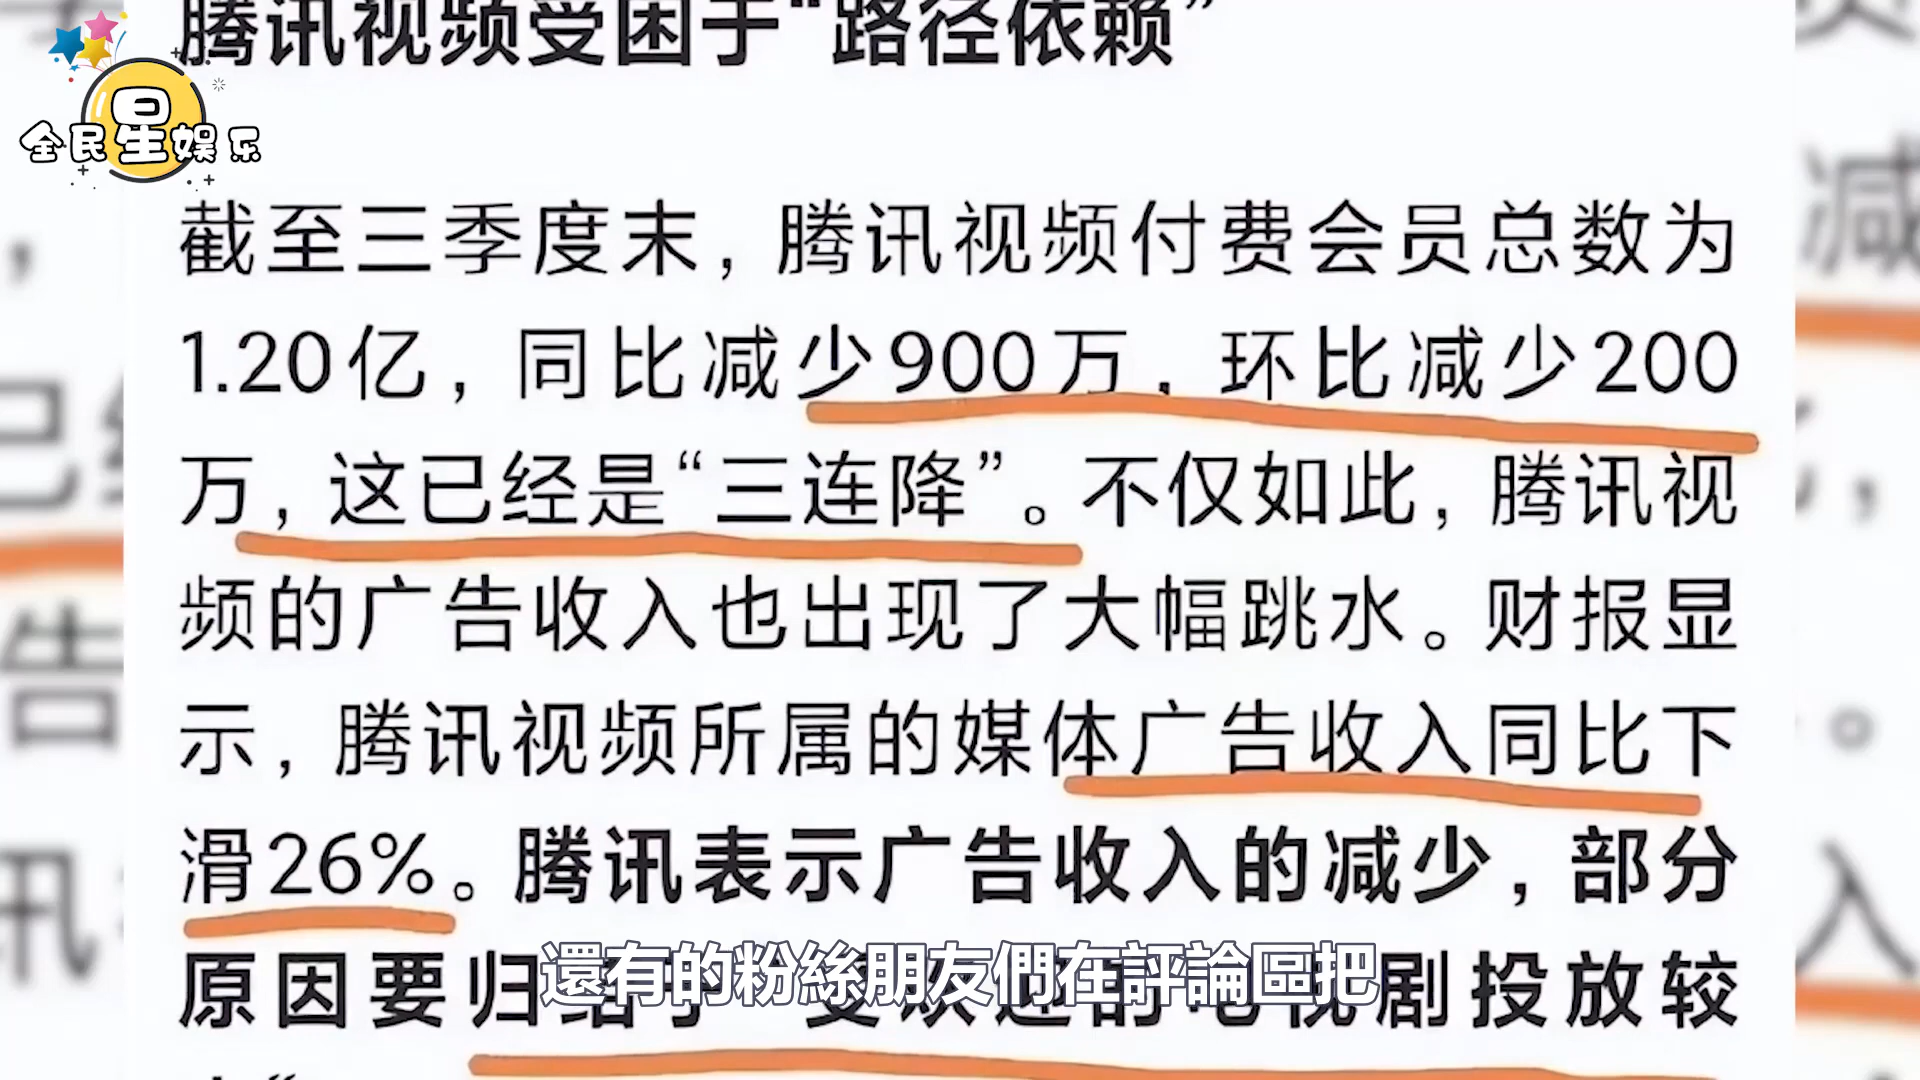 腾讯视频受困于“路径依赖”
全民星娱乐
截至三季度末，腾讯视频付费会员总数为
1.20亿，同比减少900万，环比减少200
万，这已经是“三连降”。不仅如此，腾讯视
频的广告收入也出现了大幅跳水。财报显
示，腾讯视频所属的媒体广告收入同比下
滑26%。腾讯表示广告收入的减少，部分
原因要归 剧投放较
還有的粉絲朋友們在評論區把